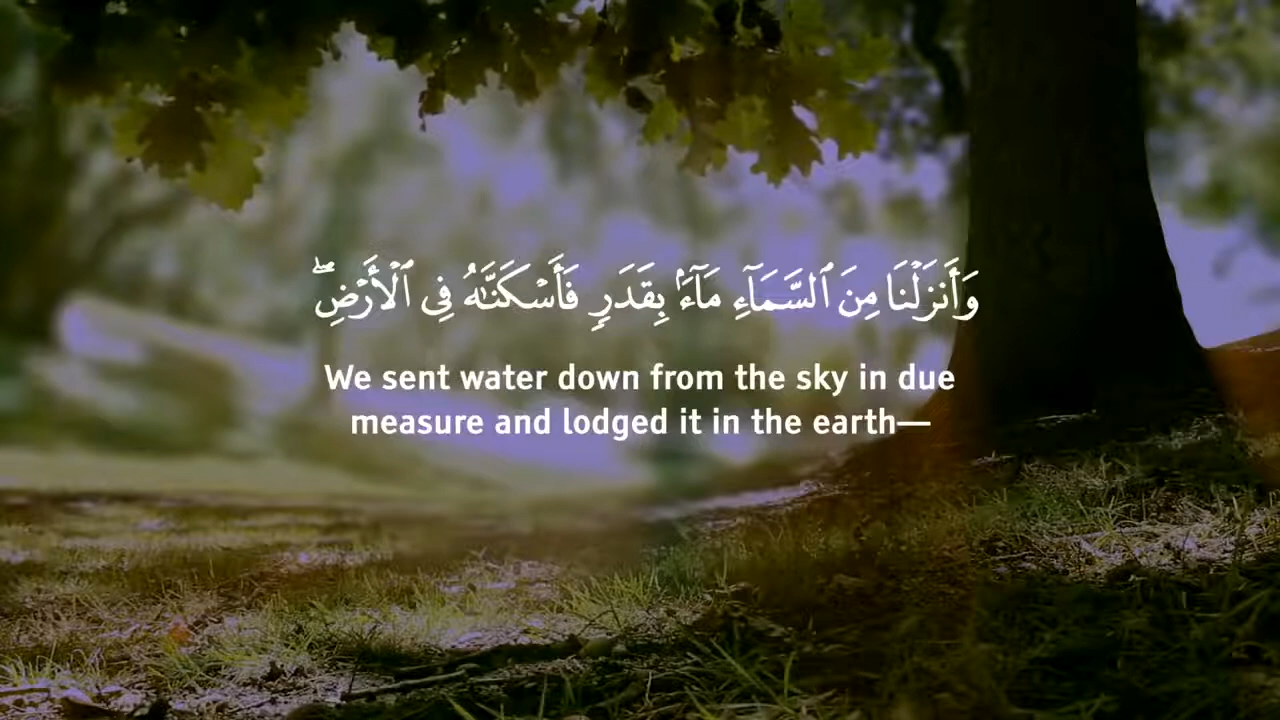 وَأَنزَلْنَا مِنَ ٱلسَّمَآءِ مَآءًۢ بِقَدَرٍ فَأَسْكَنَّٰهُ فِى ٱلْأَرْضِ ۖ
We sent water down from the sky in due
measure and lodged it in the earth—